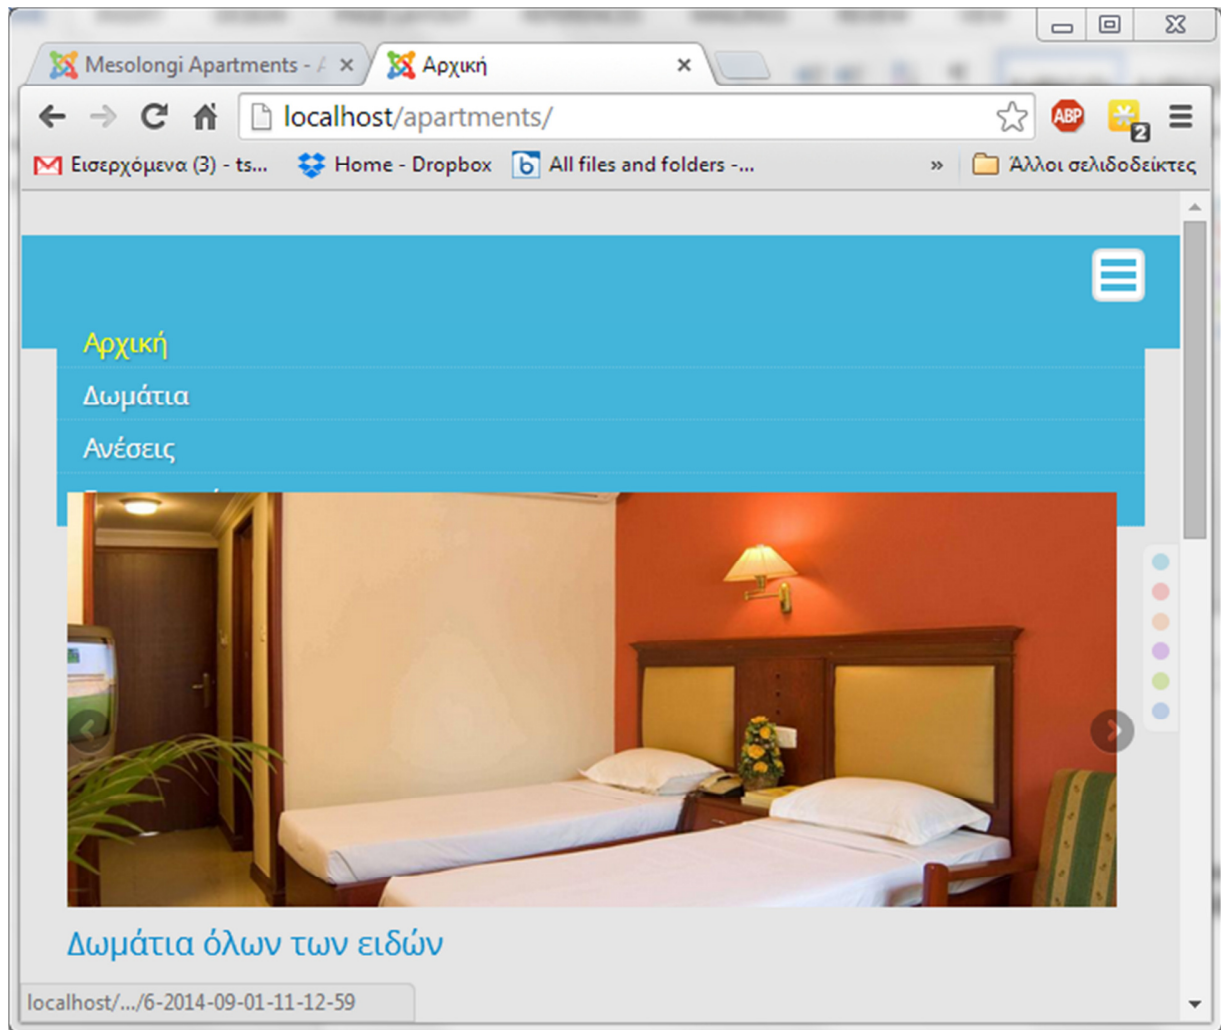 Mesolongi Apartments - A
Αρχική
localhost/apartments/
ABP
2
Εισερχόμενα (3) - ts...
Home - Dropbox
All files and folders -...
»
Άλλοι σελιδοδείκτες
Αρχική
Δωμάτια
Ανέσεις
Δωμάτια όλων των ειδών
localhost/.../6-2014-09-01-11-12-59